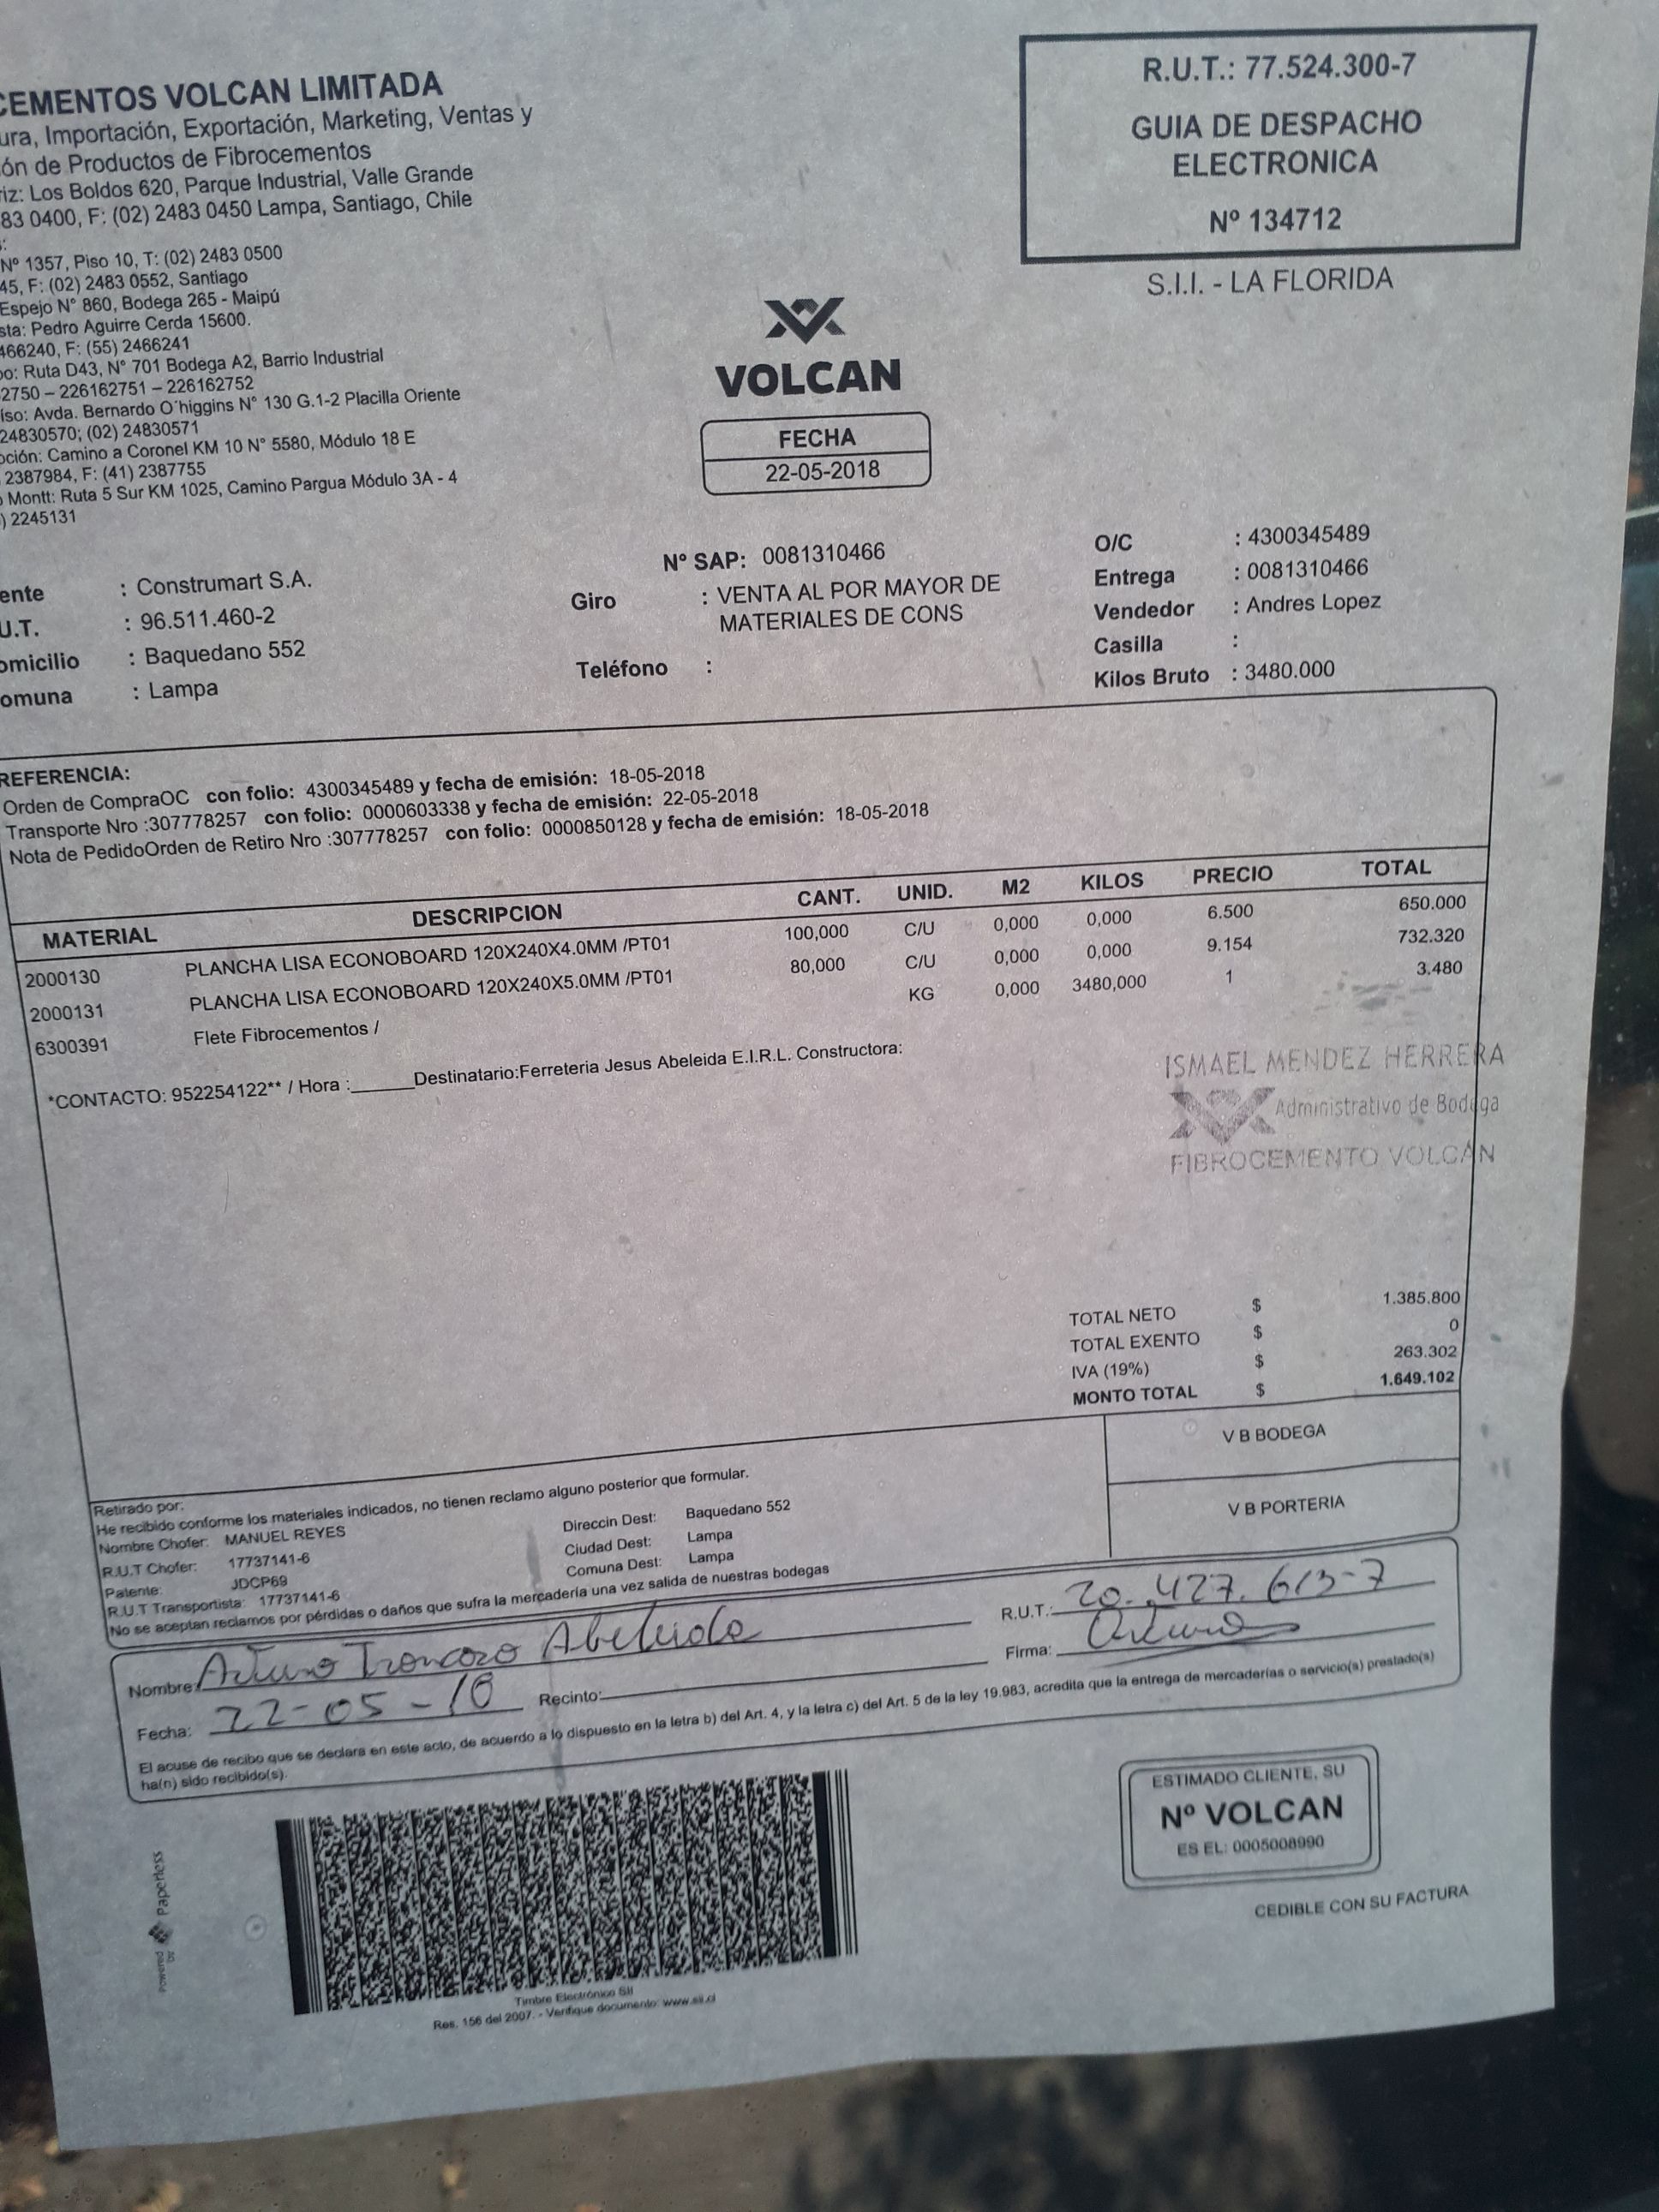 CEMENTOS VOLCAN LIMITADA
ura, Importación, Exportación, Marketing, Ventas y
ón de Productos de Fibrocementos
riz: Los Boldos 620, Parque Industrial, Valle Grande
83 0400, F: (02) 2483 0450 Lampa, Santiago, Chile
s:
Nº 1357, Piso 10, T: (02) 2483 0500
45, F: (02) 2483 0552, Santiago
Espejo N° 860, Bodega 265 - Maipú
sta: Pedro Aguirre Cerda 15600.
466240, F: (55) 2466241
bo: Ruta D43, N° 701 Bodega A2, Barrio Industrial
2750 – 226162751 – 226162752
íso: Avda. Bernardo O´higgins N° 130 G.1-2 Placilla Oriente
24830570; (02) 24830571
oción: Camino a Coronel KM 10 N° 5580, Módulo 18 E
2387984, F: (41) 2387755
o Montt: Ruta 5 Sur KM 1025, Camino Pargua Módulo 3A - 4
) 2245131
R.U.T.: 77.524.300-7
GUIA DE DESPACHO
ELECTRONICA
Nº 134712
S.I.I. - LA FLORIDA
VOLCAN
FECHA
22-05-2018
ente : Construmart S.A.
U.T. : 96.511.460-2
omicilio : Baquedano 552
omuna : Lampa
Nº SAP: 0081310466
Giro : VENTA AL POR MAYOR DE
MATERIALES DE CONS
Teléfono :
O/C : 4300345489
Entrega : 0081310466
Vendedor : Andres Lopez
Casilla :
Kilos Bruto : 3480.000
REFERENCIA:
Orden de CompraOC con folio: 4300345489 y fecha de emisión: 18-05-2018
Transporte Nro :307778257 con folio: 0000603338 y fecha de emisión: 22-05-2018
Nota de PedidoOrden de Retiro Nro :307778257 con folio: 0000850128 y fecha de emisión: 18-05-2018
MATERIAL DESCRIPCION CANT. UNID. M2 KILOS PRECIO TOTAL
2000130 PLANCHA LISA ECONOBOARD 120X240X4.0MM /PT01 100,000 C/U 0,000 0,000 6.500 650.000
2000131 PLANCHA LISA ECONOBOARD 120X240X5.0MM /PT01 80,000 C/U 0,000 0,000 9.154 732.320
6300391 Flete Fibrocementos / KG 0,000 3480,000 1 3.480
*CONTACTO: 952254122** / Hora :______Destinatario:Ferreteria Jesus Abeleida E.I.R.L. Constructora:
ISMAEL MENDEZ HERRERA
Administrativo de Bodega
FIBROCEMENTO VOLCÁN
TOTAL NETO $ 1.385.800
TOTAL EXENTO $ 0
IVA (19%) $ 263.302
MONTO TOTAL $ 1.649.102
V B BODEGA
V B PORTERIA
Retirado por:
He recibido conforme los materiales indicados, no tienen reclamo alguno posterior que formular.
Nombre Chofer: MANUEL REYES
R.U.T Chofer: 17737141-6
Patente: JDCP69
R.U.T Transportista: 17737141-6
Direccin Dest: Baquedano 552
Ciudad Dest: Lampa
Comuna Dest: Lampa
No se aceptan reclamos por pérdidas o daños que sufra la mercadería una vez salida de nuestras bodegas
Nombre: Arturo Troncozo Abeleida
R.U.T.: 20.427.613-7
Fecha: 22-05-18 Recinto:
Firma:
El acuse de recibo que se declara en este acto, de acuerdo a lo dispuesto en la letra b) del Art. 4, y la letra c) del Art. 5 de la ley 19.983, acredita que la entrega de mercaderías o servicio(s) prestado(s)
ha(n) sido recibido(s).
Powered by Paperless
Timbre Electrónico SII
Res. 156 del 2007. - Verifique documento: www.sii.cl
ESTIMADO CLIENTE, SU
Nº VOLCAN
ES EL: 0005008990
CEDIBLE CON SU FACTURA